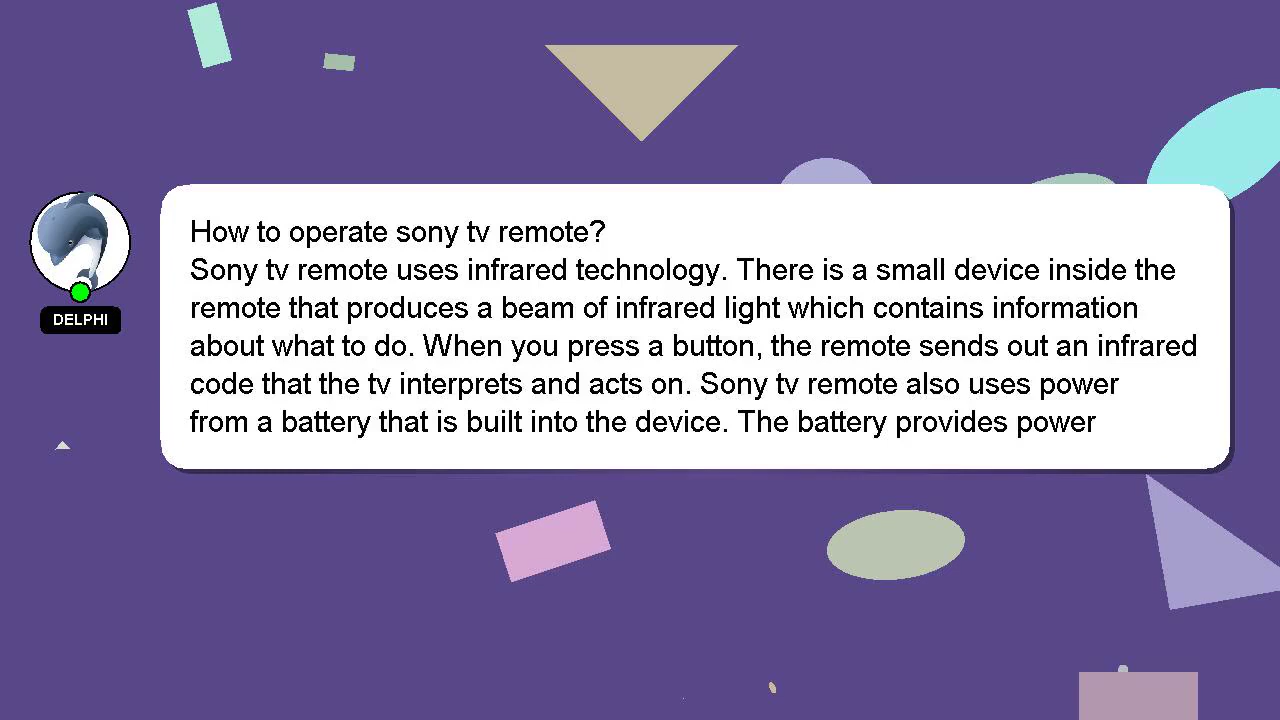 How to operate sony tv remote?
Sony tv remote uses infrared technology. There is a small device inside the
remote that produces a beam of infrared light which contains information
about what to do. When you press a button, the remote sends out an infrared
code that the tv interprets and acts on. Sony tv remote also uses power
from a battery that is built into the device. The battery provides power
DELPHI